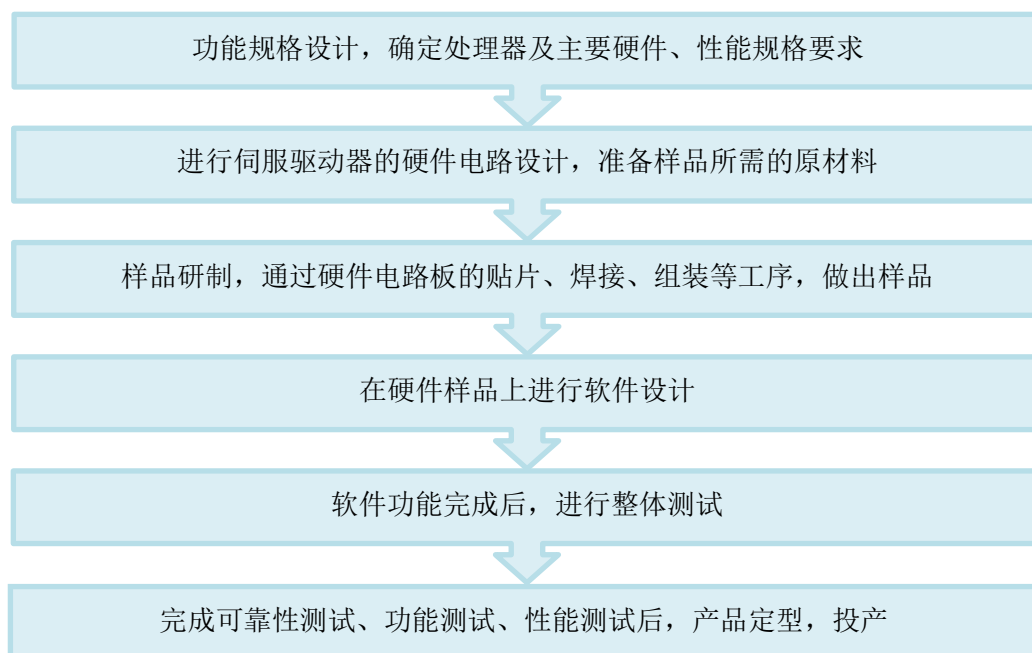 功能规格设计，确定处理器及主要硬件、性能规格要求
进行伺服驱动器的硬件电路设计，准备样品所需的原材料
样品研制，通过硬件电路板的贴片、焊接、组装等工序，做出样品
在硬件样品上进行软件设计
软件功能完成后，进行整体测试
完成可靠性测试、功能测试、性能测试后，产品定型，投产